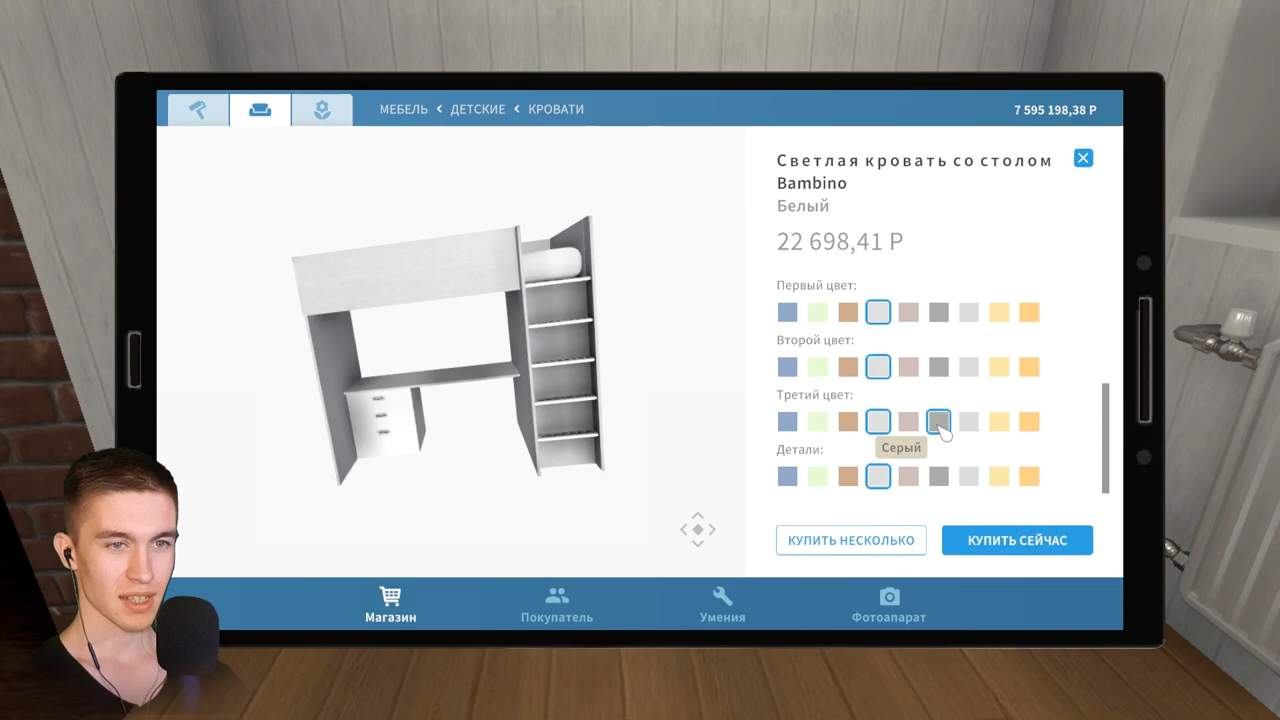 МЕБЕЛЬ < ДЕТСКИЕ < КРОВАТИ
7 595 198,38 Р
Светлая кровать со столом
Bambino
Белый
22 698,41 Р
Первый цвет:
Второй цвет:
Третий цвет:
Серый
Детали:
КУПИТЬ НЕСКОЛЬКО
КУПИТЬ СЕЙЧАС
Магазин
Покупатель
Умения
Фотоапарат